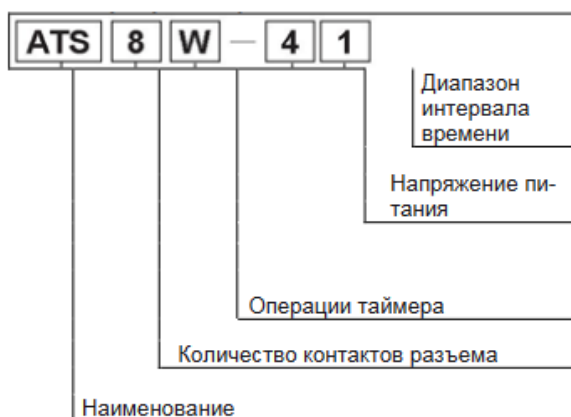 ATS 8 W – 4 1
Диапазон
интервала
времени
Напряжение пи-
тания
Операции таймера
Количество контактов разъема
Наименование